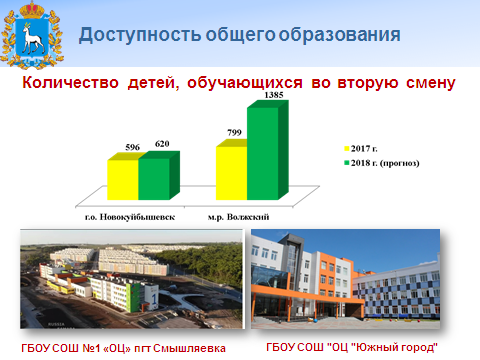 Доступность общего образования
Количество детей, обучающихся во вторую смену
1385
799
596
620
2017 г.
2018 г. (прогноз)
г.о. Новокуйбышевск
м.р. Волжский
ГБОУ СОШ №1 «ОЦ» пгт Смышляевка
ГБОУ СОШ "ОЦ "Южный город"